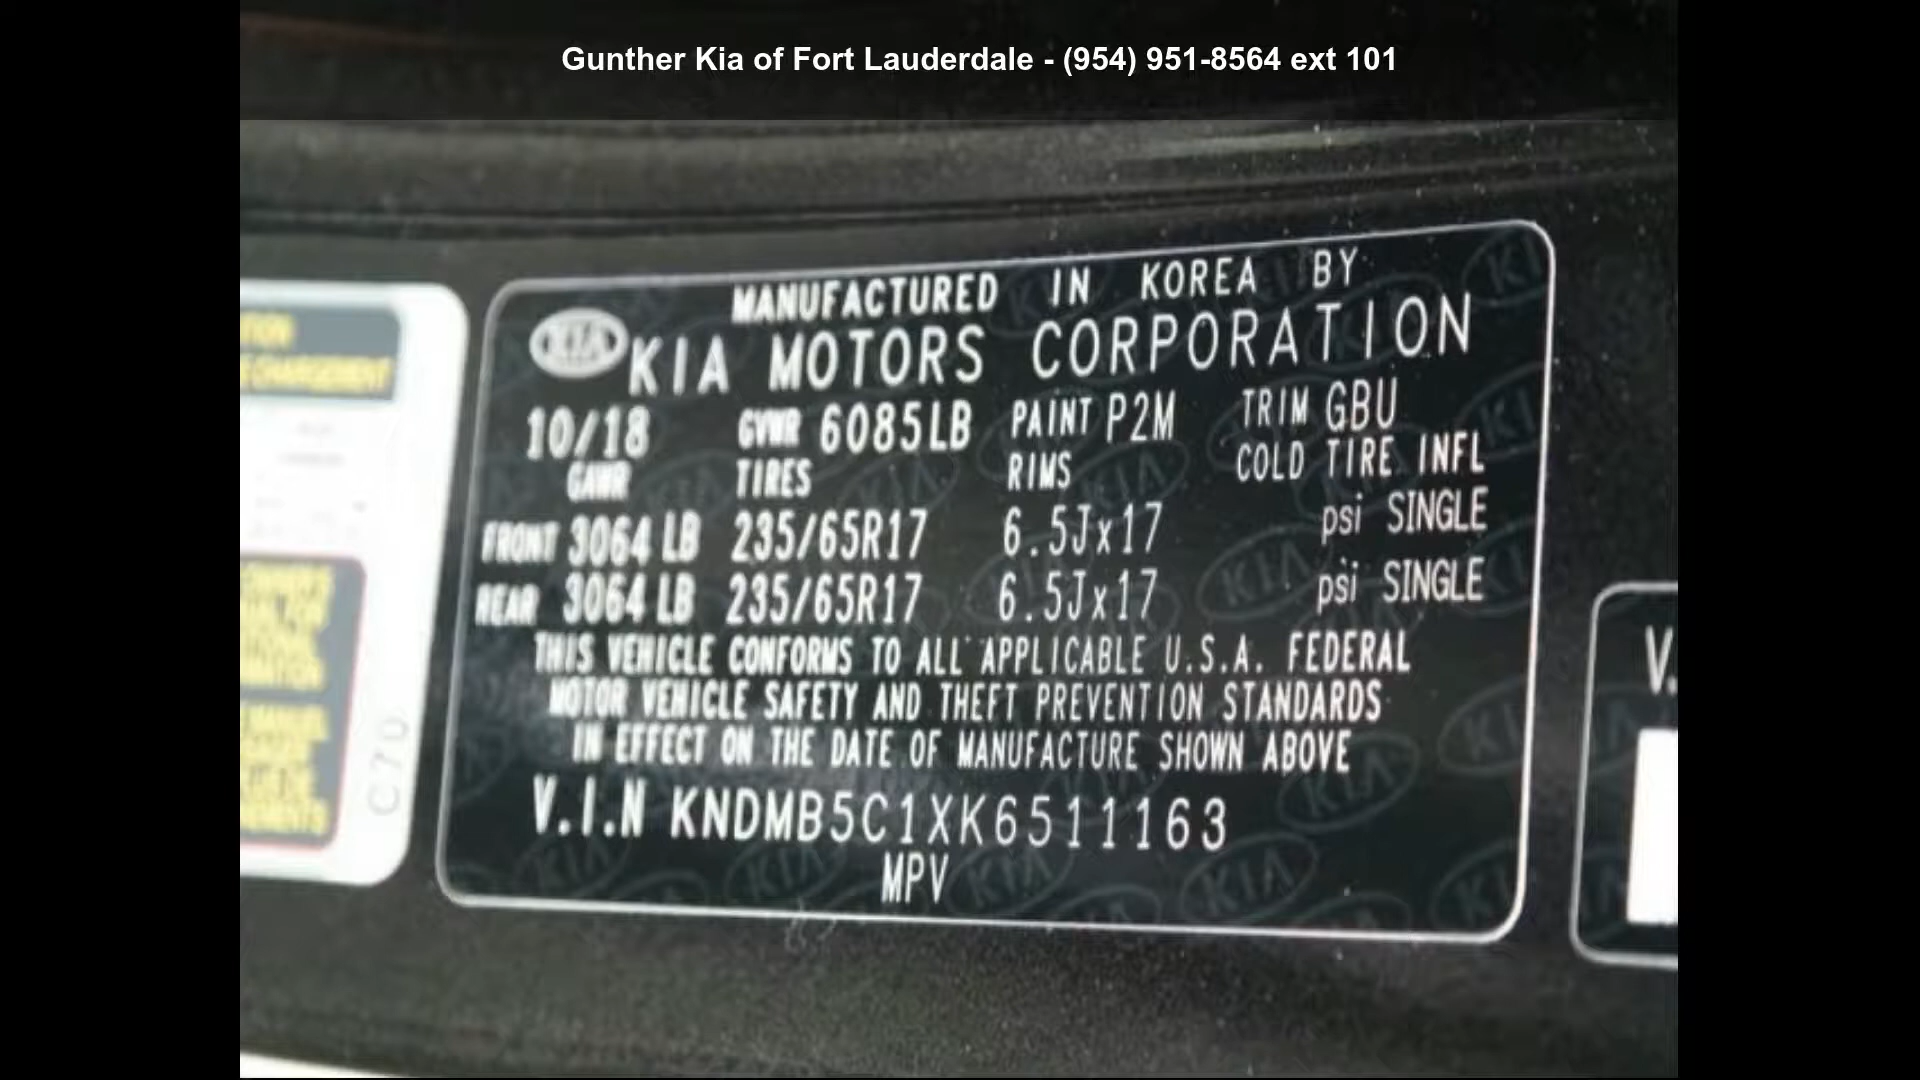 Gunther Kia of Fort Lauderdale - (954) 951-8564 ext 101
MANUFACTURED IN KOREA BY
KIA KIA MOTORS CORPORATION
10/18 GVWR 6085LB PAINT P2M TRIM GBU
GAWR TIRES RIMS COLD TIRE INFL
FRONT 3064 LB 235/65R17 6.5Jx17 psi SINGLE
REAR 3064 LB 235/65R17 6.5Jx17 psi SINGLE
THIS VEHICLE CONFORMS TO ALL APPLICABLE U.S.A. FEDERAL
MOTOR VEHICLE SAFETY AND THEFT PREVENTION STANDARDS
IN EFFECT ON THE DATE OF MANUFACTURE SHOWN ABOVE
V.I.N KNDMB5C1XK6511163
MPV
C70
V.